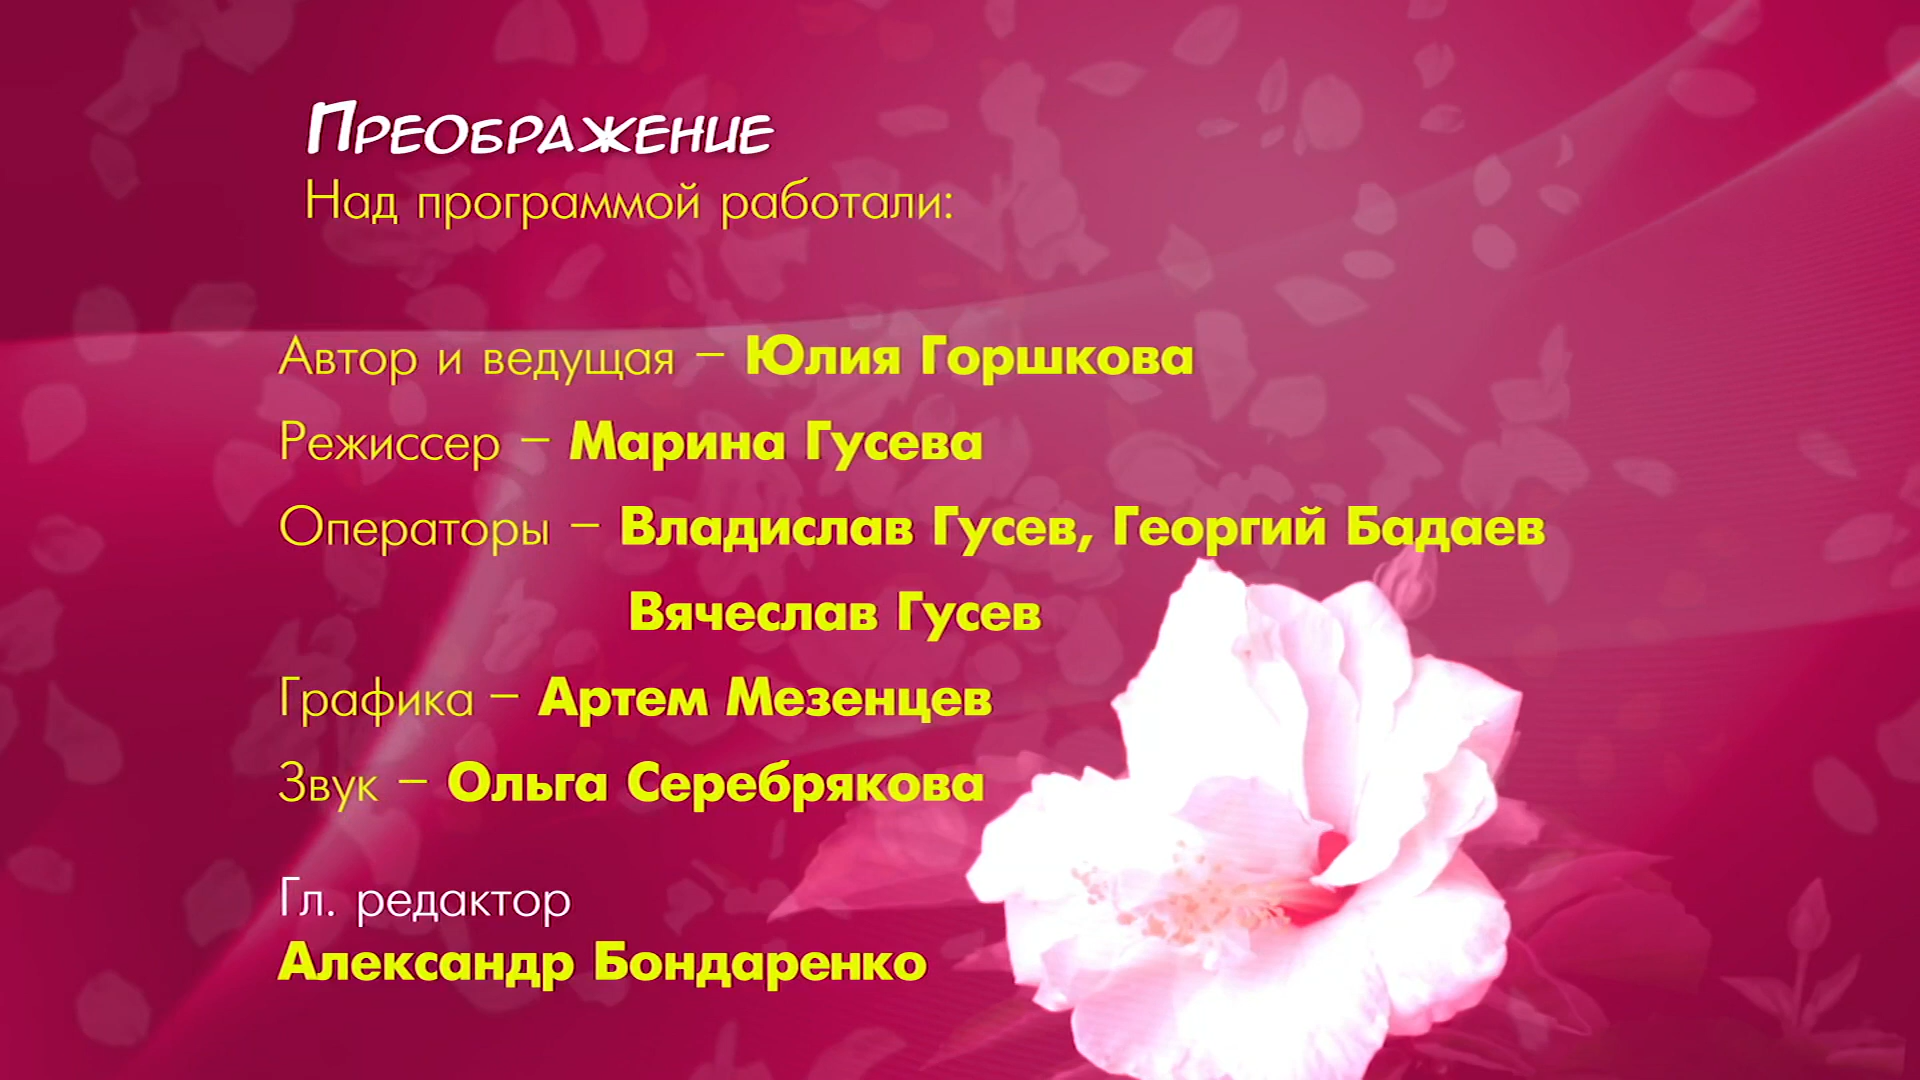 Преображение
Над программой работали:
Автор и ведущая – Юлия Горшкова
Режиссер – Марина Гусева
Операторы – Владислав Гусев, Георгий Бадаев
Вячеслав Гусев
Графика – Артем Мезенцев
Звук – Ольга Серебрякова
Гл. редактор
Александр Бондаренко